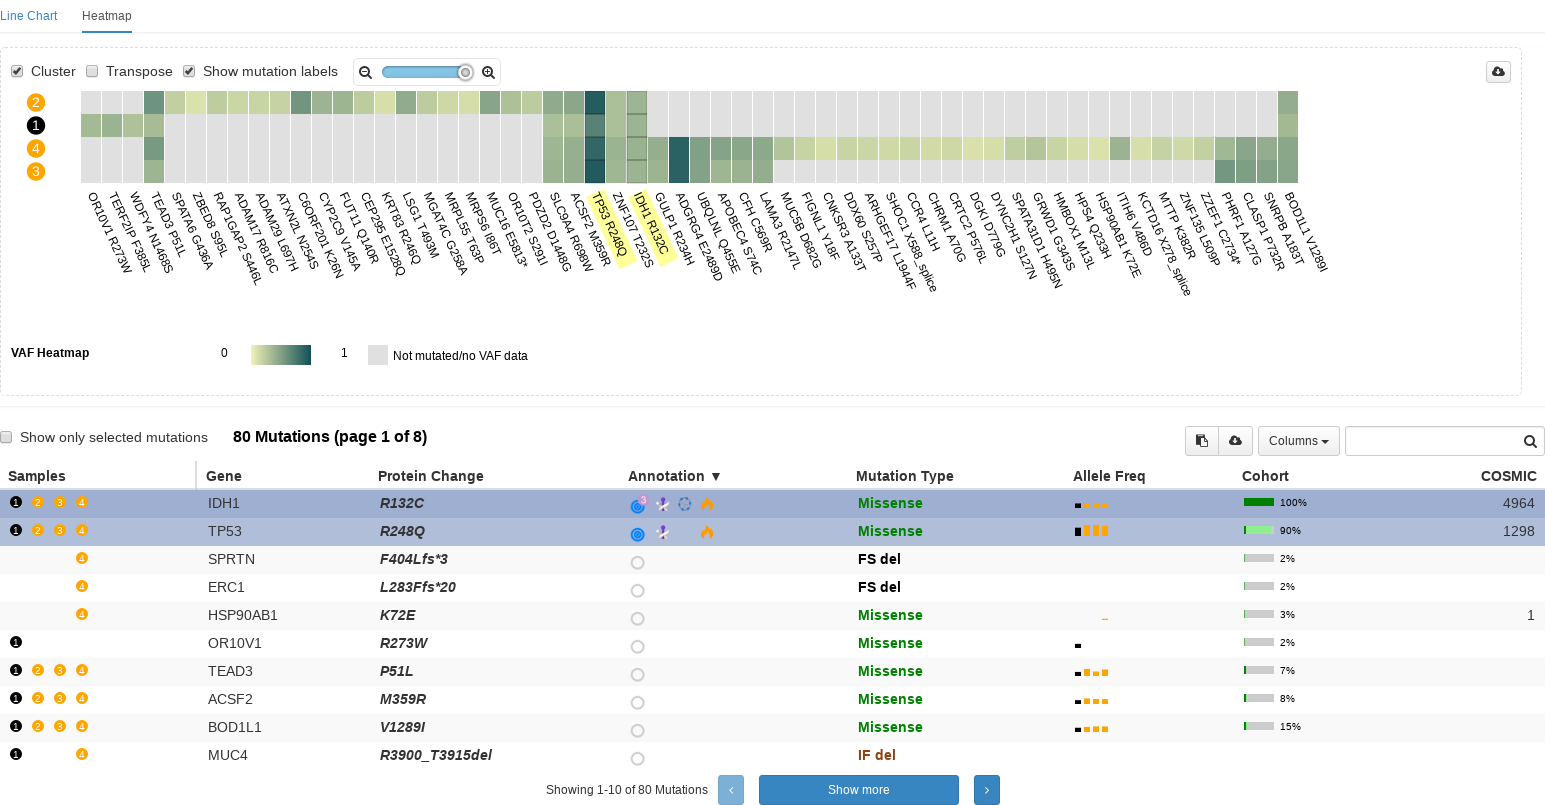 Line Chart Heatmap
Cluster Transpose Show mutation labels
2
1
4
3
OR10V1 R273W
TERF2IP F385L
WDFY4 N1468S
TEAD3 P51L
SPATA6 G436A
ZBED8 S95L
RAP1GAP2 S446L
ADAM17 R816C
ADAM29 L697H
ATXN2L N254S
C6ORF201 K26N
CYP2C9 V145A
FUT11 Q140R
CEP295 E1528Q
KRT83 R246Q
LSG1 T493M
MGAT4C G258A
MRPL55 T63P
MRPS6 I86T
MUC16 E5813*
OR10T2 S291I
PDZD2 D1448G
SLC9A4 R698W
ACSF2 M359R
TP53 R248Q
ZNF107 T232S
IDH1 R132C
GULP1 R234H
ADGRG4 E2489D
UBQLNL Q455E
APOBEC4 S74C
CFH C569R
LAMA3 R2147L
MUC5B D682G
FIGNL1 Y18F
CNKSR3 A133T
DDX60 S257P
ARHGEF17 L1944F
SHOC1 X598_splice
CCR4 L11H
CHRM1 A70G
CRTC2 P576L
DGKI D779G
DYNC2H1 S127N
SPATA31D1 H495N
GRWD1 G343S
HMBOX1 M13L
HPS4 Q233H
HSP90AB1 K72E
ITIH6 V486D
KCTD16 X278_splice
MTTP K382R
ZNF135 L509P
ZZEF1 C2734*
PHRF1 A127G
CLASP1 P732R
SNRPB A183T
BOD1L1 V1289I
VAF Heatmap 0 1 Not mutated/no VAF data
Show only selected mutations 80 Mutations (page 1 of 8) Columns
Samples Gene Protein Change Annotation ▼ Mutation Type Allele Freq Cohort COSMIC
1 2 3 4 IDH1 R132C 3 Missense 100% 4964
1 2 3 4 TP53 R248Q Missense 90% 1298
4 SPRTN F404Lfs*3 FS del 2%
4 ERC1 L283Ffs*20 FS del 2%
4 HSP90AB1 K72E Missense 3% 1
1 OR10V1 R273W Missense 2%
1 2 3 4 TEAD3 P51L Missense 7%
1 2 3 4 ACSF2 M359R Missense 8%
1 2 3 4 BOD1L1 V1289I Missense 15%
1 4 MUC4 R3900_T3915del IF del
Showing 1-10 of 80 Mutations ‹ Show more ›